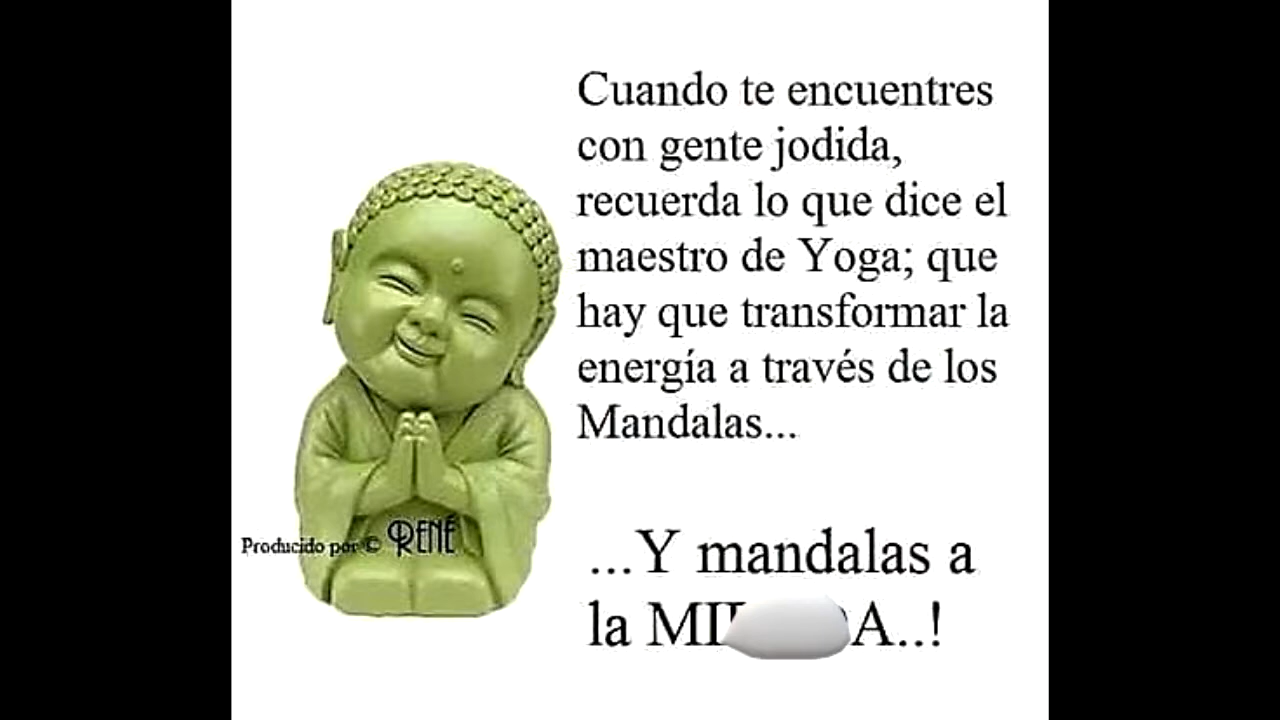 Cuando te encuentres
con gente jodida,
recuerda lo que dice el
maestro de Yoga; que
hay que transformar la
energía a través de los
Mandalas...
...Y mandalas a
la
Producido por © RENÉ